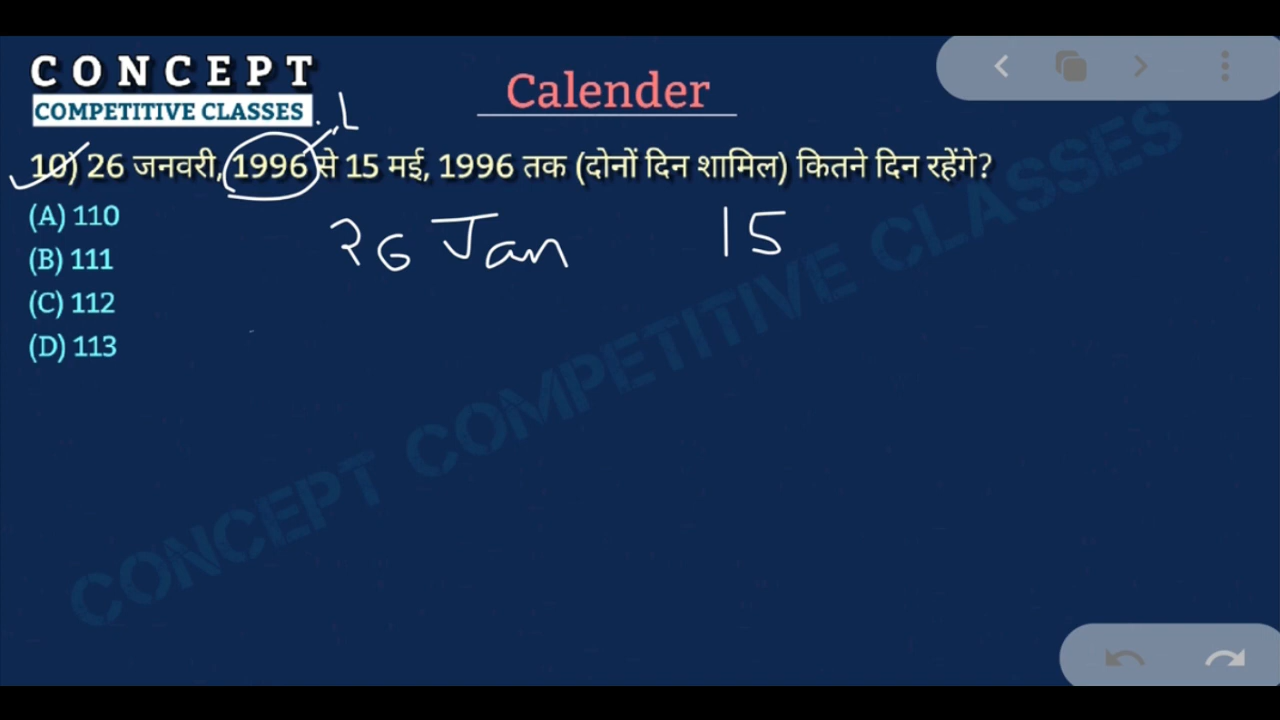 CONCEPT
COMPETITIVE CLASSES
Calender
L
10) 26 जनवरी, 1996 से 15 मई, 1996 तक (दोनों दिन शामिल) कितने दिन रहेंगे?
(A) 110
(B) 111
(C) 112
(D) 113
26 Jan 15
CONCEPT COMPETITIVE CLASSES